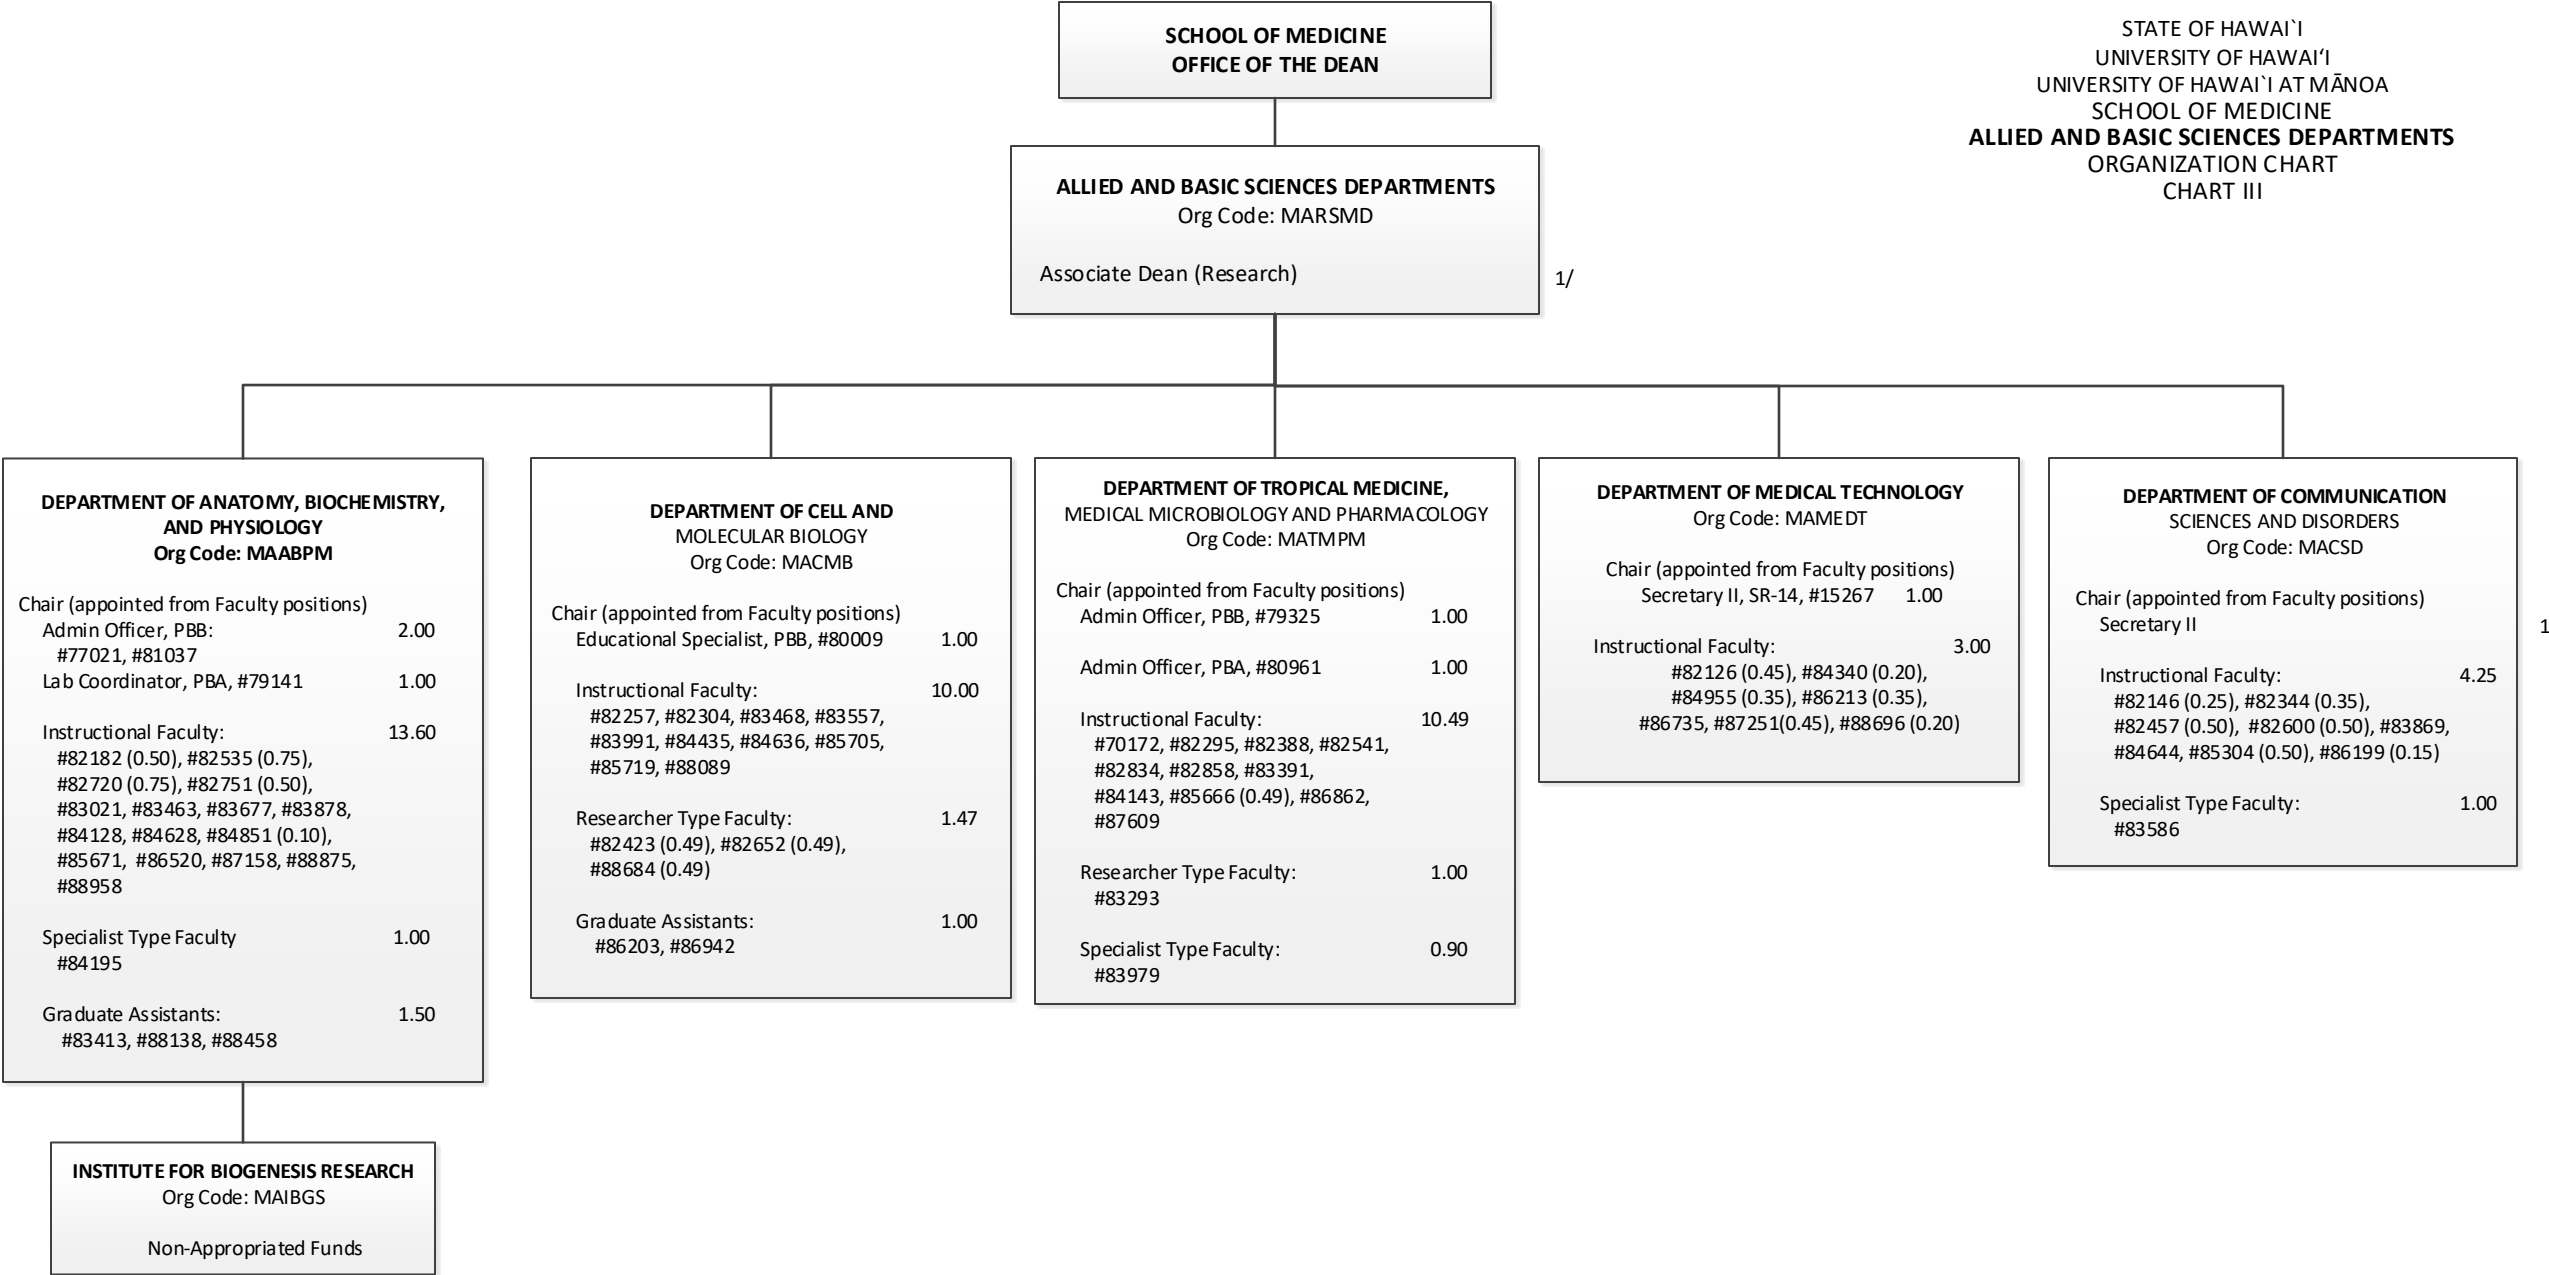 SCHOOL OF MEDICINE
OFFICE OF THE DEAN
STATE OF HAWAI`I
UNIVERSITY OF HAWAI‘I
UNIVERSITY OF HAWAI`I AT MĀNOA
SCHOOL OF MEDICINE
ALLIED AND BASIC SCIENCES DEPARTMENTS
ORGANIZATION CHART
CHART III
ALLIED AND BASIC SCIENCES DEPARTMENTS
Org Code: MARSMD
Associate Dean (Research)
1/
DEPARTMENT OF ANATOMY, BIOCHEMISTRY,
AND PHYSIOLOGY
Org Code: MAABPM
Chair (appointed from Faculty positions)
Admin Officer, PBB: 2.00
#77021, #81037
Lab Coordinator, PBA, #79141 1.00
Instructional Faculty: 13.60
#82182 (0.50), #82535 (0.75),
#82720 (0.75), #82751 (0.50),
#83021, #83463, #83677, #83878,
#84128, #84628, #84851 (0.10),
#85671, #86520, #87158, #88875,
#88958
Specialist Type Faculty 1.00
#84195
Graduate Assistants: 1.50
#83413, #88138, #88458
DEPARTMENT OF CELL AND
MOLECULAR BIOLOGY
Org Code: MACMB
Chair (appointed from Faculty positions)
Educational Specialist, PBB, #80009 1.00
Instructional Faculty: 10.00
#82257, #82304, #83468, #83557,
#83991, #84435, #84636, #85705,
#85719, #88089
Researcher Type Faculty: 1.47
#82423 (0.49), #82652 (0.49),
#88684 (0.49)
Graduate Assistants: 1.00
#86203, #86942
DEPARTMENT OF TROPICAL MEDICINE,
MEDICAL MICROBIOLOGY AND PHARMACOLOGY
Org Code: MATMPM
Chair (appointed from Faculty positions)
Admin Officer, PBB, #79325 1.00
Admin Officer, PBA, #80961 1.00
Instructional Faculty: 10.49
#70172, #82295, #82388, #82541,
#82834, #82858, #83391,
#84143, #85666 (0.49), #86862,
#87609
Researcher Type Faculty: 1.00
#83293
Specialist Type Faculty: 0.90
#83979
DEPARTMENT OF MEDICAL TECHNOLOGY
Org Code: MAMEDT
Chair (appointed from Faculty positions)
Secretary II, SR-14, #15267 1.00
Instructional Faculty: 3.00
#82126 (0.45), #84340 (0.20),
#84955 (0.35), #86213 (0.35),
#86735, #87251(0.45), #88696 (0.20)
DEPARTMENT OF COMMUNICATION
SCIENCES AND DISORDERS
Org Code: MACSD
Chair (appointed from Faculty positions)
Secretary II 1
Instructional Faculty: 4.25
#82146 (0.25), #82344 (0.35),
#82457 (0.50), #82600 (0.50), #83869,
#84644, #85304 (0.50), #86199 (0.15)
Specialist Type Faculty: 1.00
#83586
INSTITUTE FOR BIOGENESIS RESEARCH
Org Code: MAIBGS
Non-Appropriated Funds